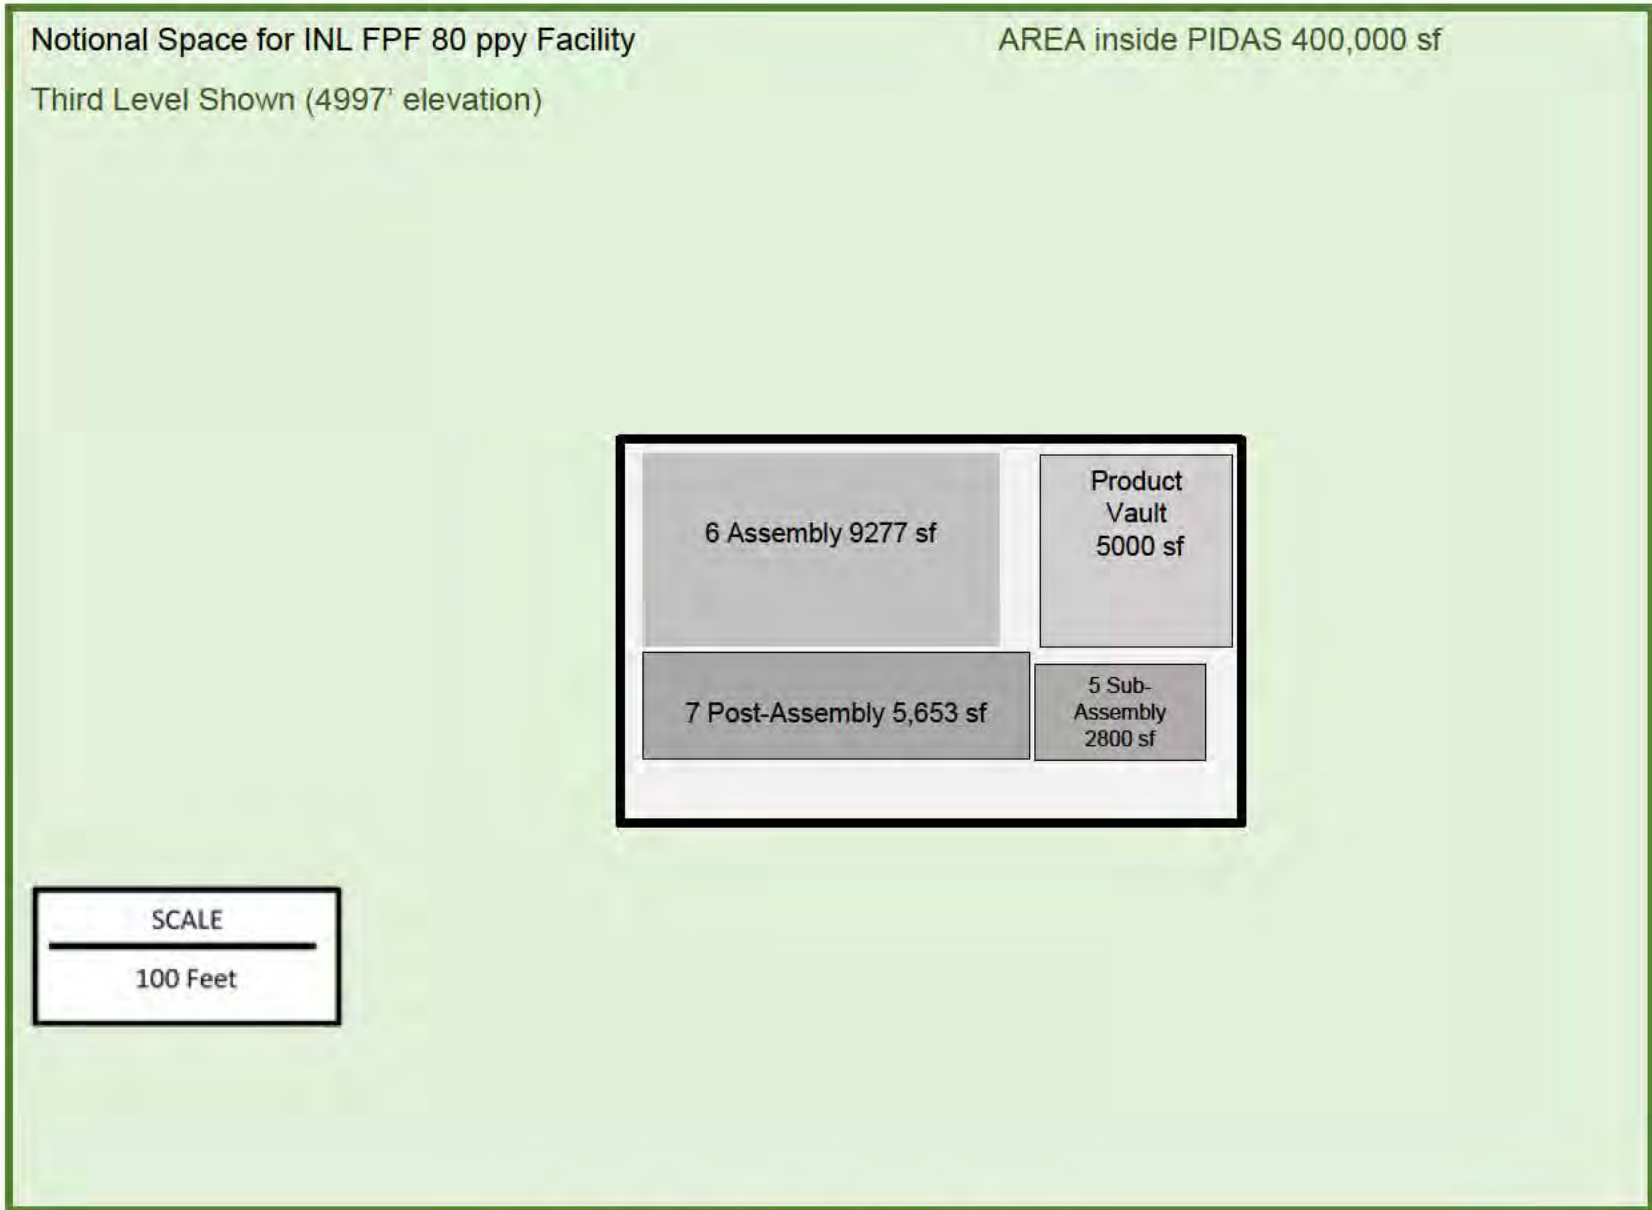 Notional Space for INL FPF 80 ppy Facility
AREA inside PIDAS 400,000 sf
Third Level Shown (4997' elevation)
6 Assembly 9277 sf
Product
Vault
5000 sf
7 Post-Assembly 5,653 sf
5 Sub-
Assembly
2800 sf
SCALE
100 Feet